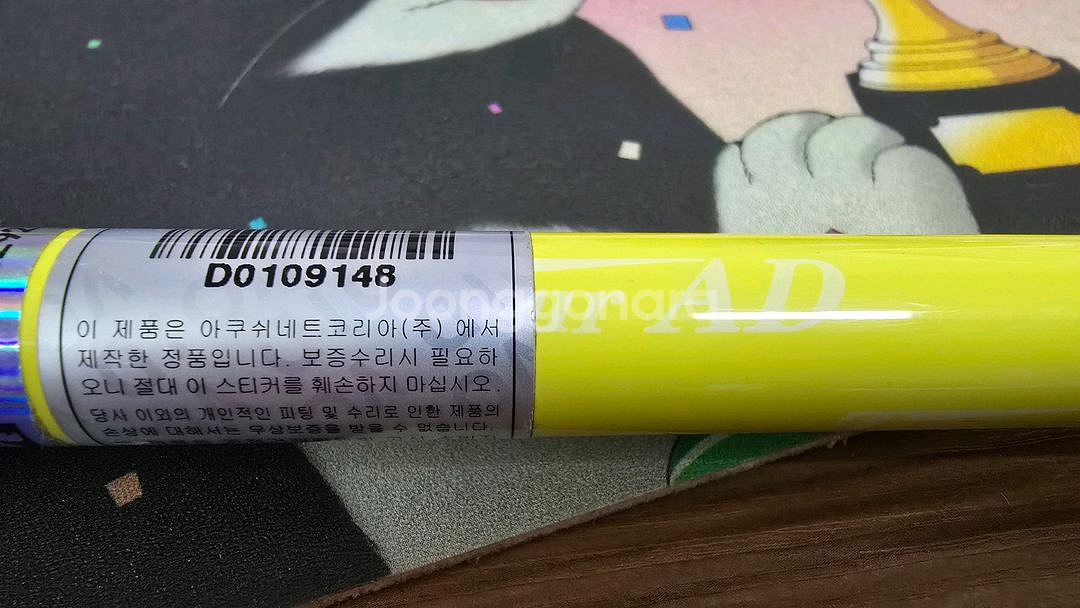 D0109148
이 제품은 아쿠쉬네트코리아(주) 에서
제작한 정품입니다. 보증수리시 필요하
오니 절대 이 스티커를 훼손하지 마십시오.
당사 이외의 개인적인 피팅 및 수리로 인한 제품의
손상에 대해서는 무상보증을 받을 수 없습니다.
Joonggonara
AD